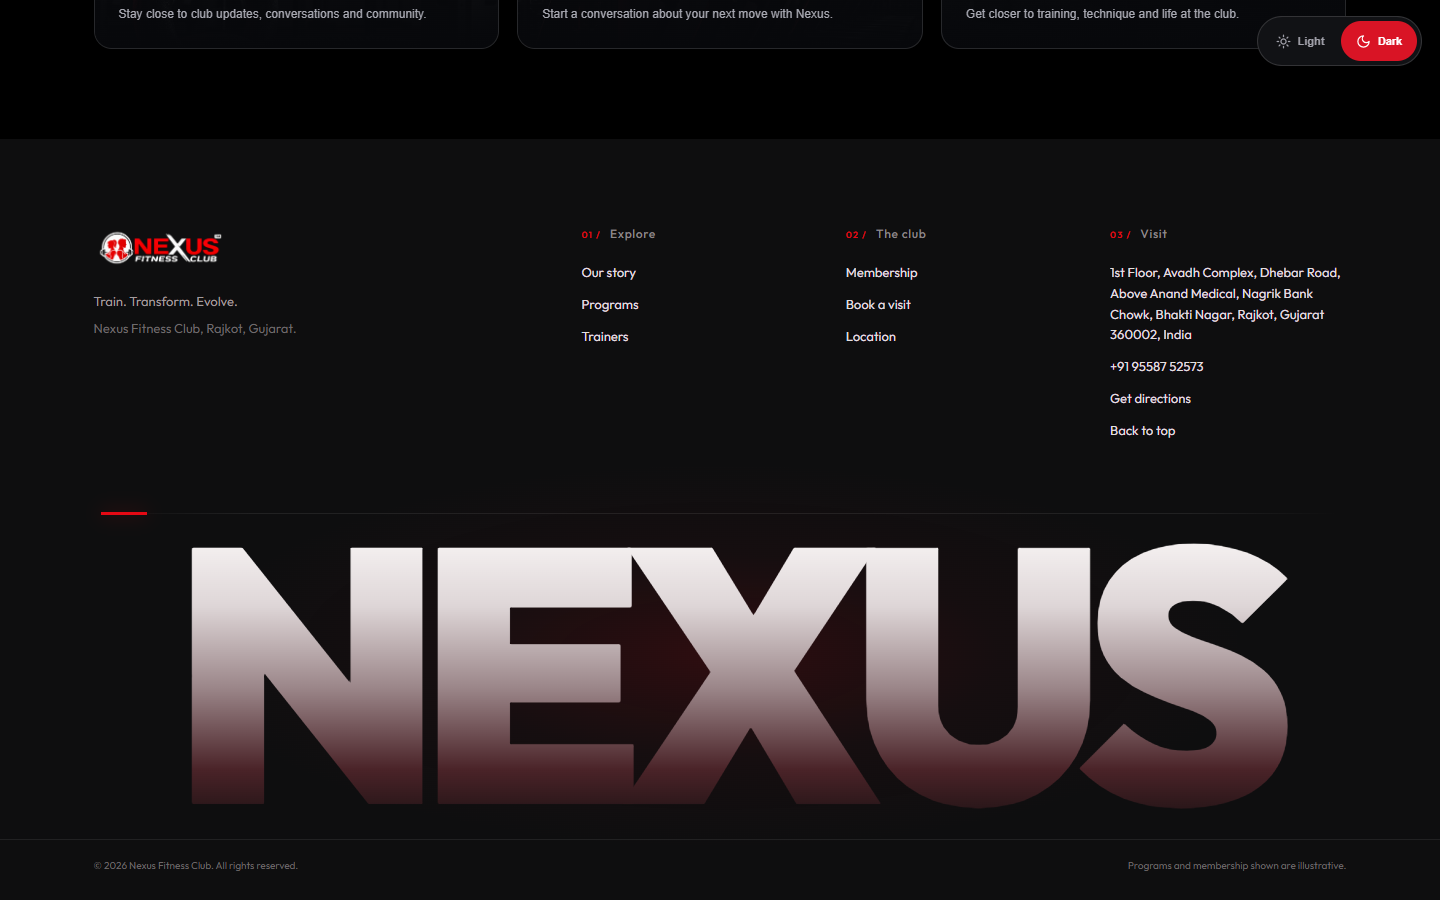 Stay close to club updates, conversations and community.
Start a conversation about your next move with Nexus.
Get closer to training, technique and life at the club.
Light
Dark
NEXUS
FITNESS CLUB
Train. Transform. Evolve.
Nexus Fitness Club, Rajkot, Gujarat.
01 / Explore
Our story
Programs
Trainers
02 / The club
Membership
Book a visit
Location
03 / Visit
1st Floor, Avadh Complex, Dhebar Road,
Above Anand Medical, Nagrik Bank
Chowk, Bhakti Nagar, Rajkot, Gujarat
360002, India
+91 95587 52573
Get directions
Back to top
NEXUS
© 2026 Nexus Fitness Club. All rights reserved.
Programs and membership shown are illustrative.